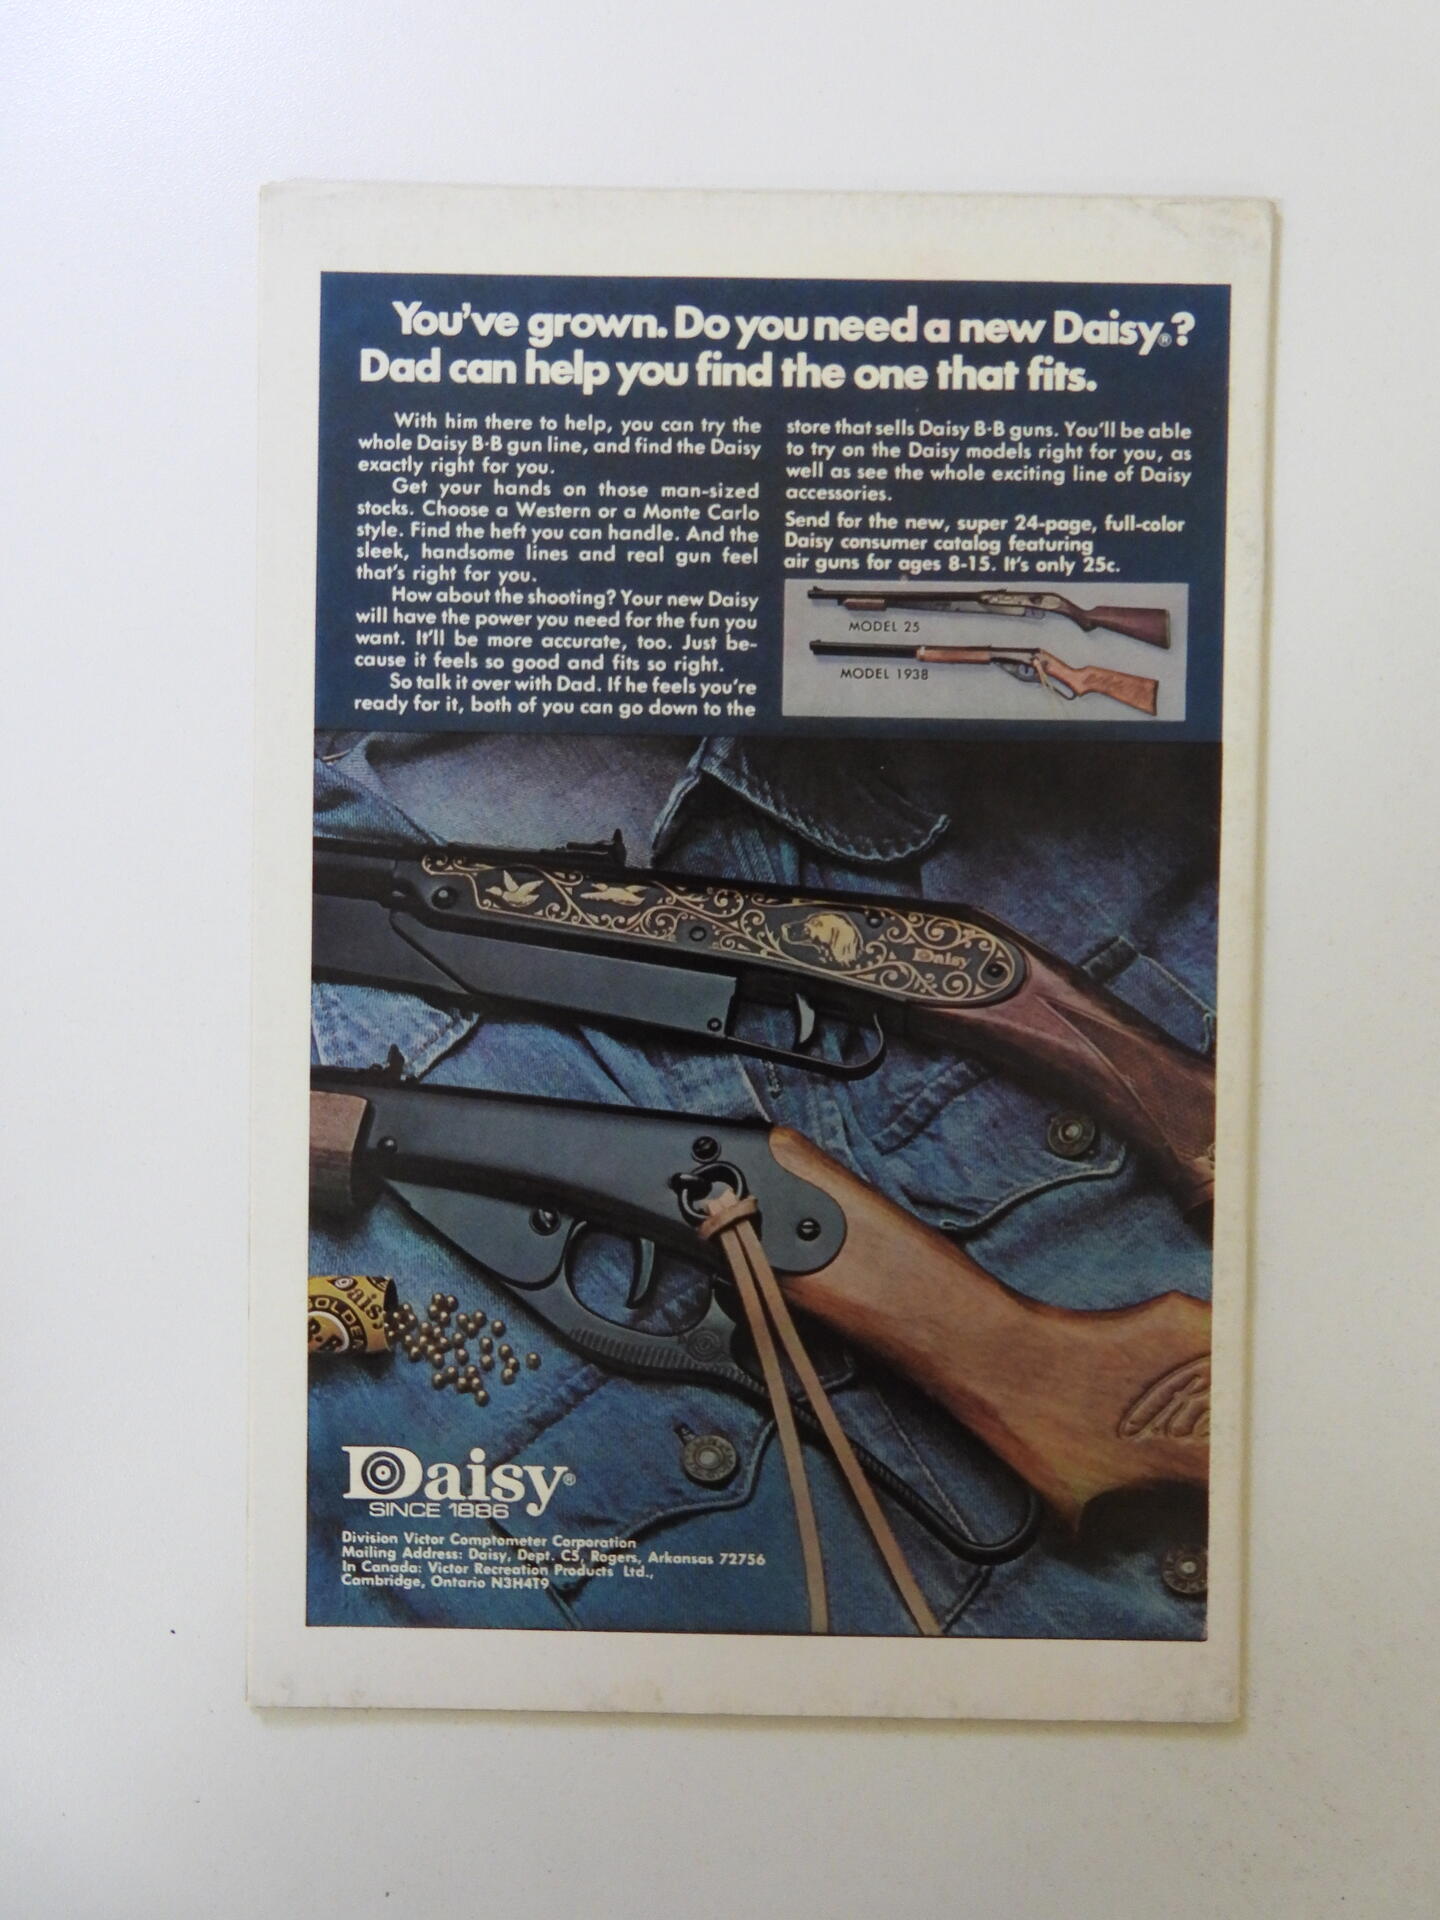 You've grown. Do you need a new Daisy®?
Dad can help you find the one that fits.
With him there to help, you can try the
whole Daisy B·B gun line, and find the Daisy
exactly right for you.
Get your hands on those man-sized
stocks. Choose a Western or a Monte Carlo
style. Find the heft you can handle. And the
sleek, handsome lines and real gun feel
that's right for you.
How about the shooting? Your new Daisy
will have the power you need for the fun you
want. It'll be more accurate, too. Just be-
cause it feels so good and fits so right.
So talk it over with Dad. If he feels you're
ready for it, both of you can go down to the
store that sells Daisy B·B guns. You'll be able
to try on the Daisy models right for you, as
well as see the whole exciting line of Daisy
accessories.
Send for the new, super 24-page, full-color
Daisy consumer catalog featuring
air guns for ages 8-15. It's only 25c.
MODEL 25
MODEL 1938
Daisy
Daisy
GOLDEN
Daisy®
SINCE 1886
Division Victor Comptometer Corporation
Mailing Address: Daisy, Dept. C5, Rogers, Arkansas 72756
In Canada: Victor Recreation Products Ltd.,
Cambridge, Ontario N3H4T9